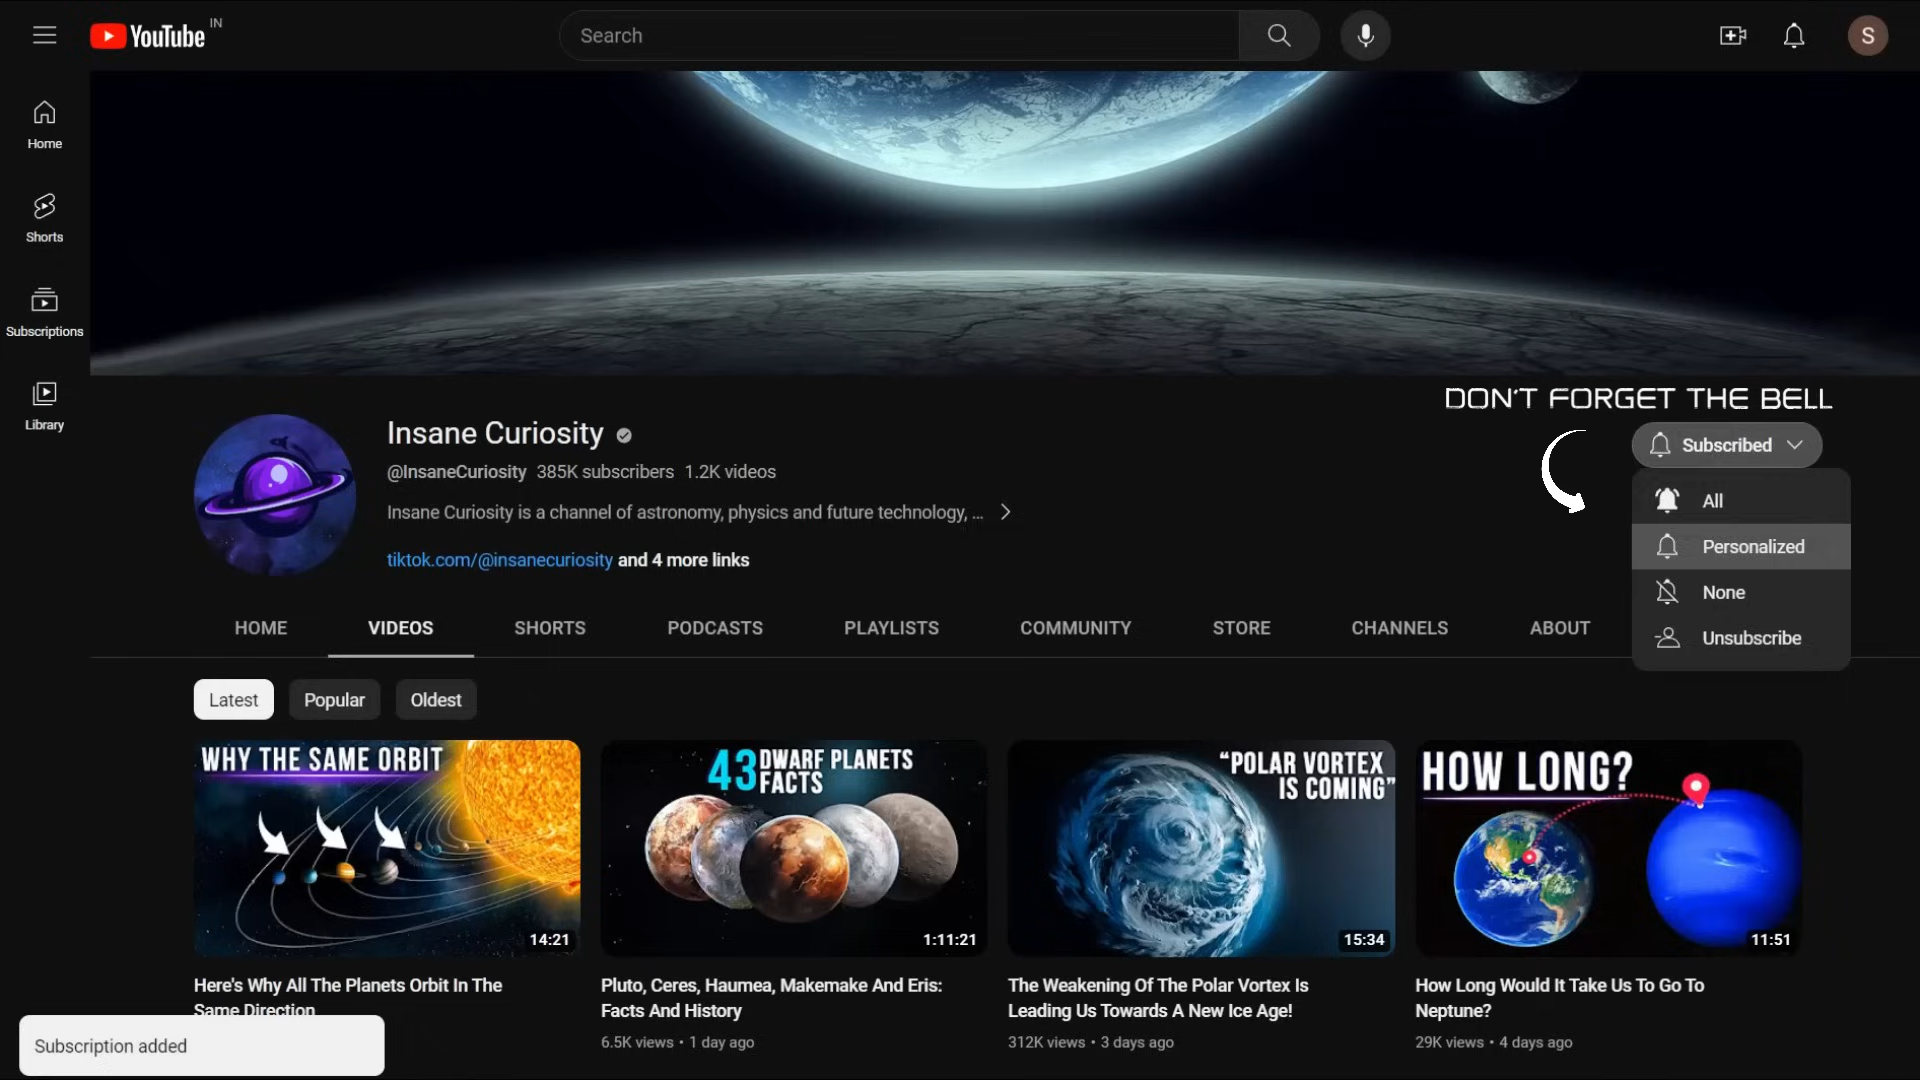 YouTube IN
Search
S
Home
Shorts
Subscriptions
Library
DON'T FORGET THE BELL
Insane Curiosity
Subscribed
@InsaneCuriosity 385K subscribers 1.2K videos
Insane Curiosity is a channel of astronomy, physics and future technology, ...
tiktok.com/@insanecuriosity and 4 more links
All
Personalized
None
Unsubscribe
HOME VIDEOS SHORTS PODCASTS PLAYLISTS COMMUNITY STORE CHANNELS ABOUT
Latest Popular Oldest
WHY THE SAME ORBIT
14:21
Here's Why All The Planets Orbit In The
Same Direction
43 DWARF PLANETS
FACTS
1:11:21
Pluto, Ceres, Haumea, Makemake And Eris:
Facts And History
6.5K views • 1 day ago
“POLAR VORTEX
IS COMING”
15:34
The Weakening Of The Polar Vortex Is
Leading Us Towards A New Ice Age!
312K views • 3 days ago
HOW LONG?
11:51
How Long Would It Take Us To Go To
Neptune?
29K views • 4 days ago
Subscription added